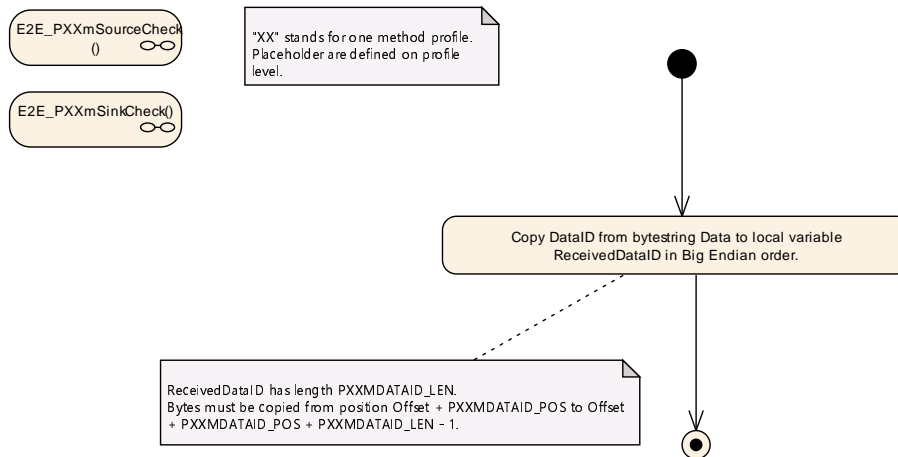 E2E_PXXmSourceCheck
()
E2E_PXXmSinkCheck()
"XX" stands for one method profile.
Placeholder are defined on profile
level.
Copy DataID from bytestring Data to local variable
ReceivedDataID in Big Endian order.
ReceivedDataID has length PXXMDATAID_LEN.
Bytes must be copied from position Offset + PXXMDATAID_POS to Offset
+ PXXMDATAID_POS + PXXMDATAID_LEN - 1.